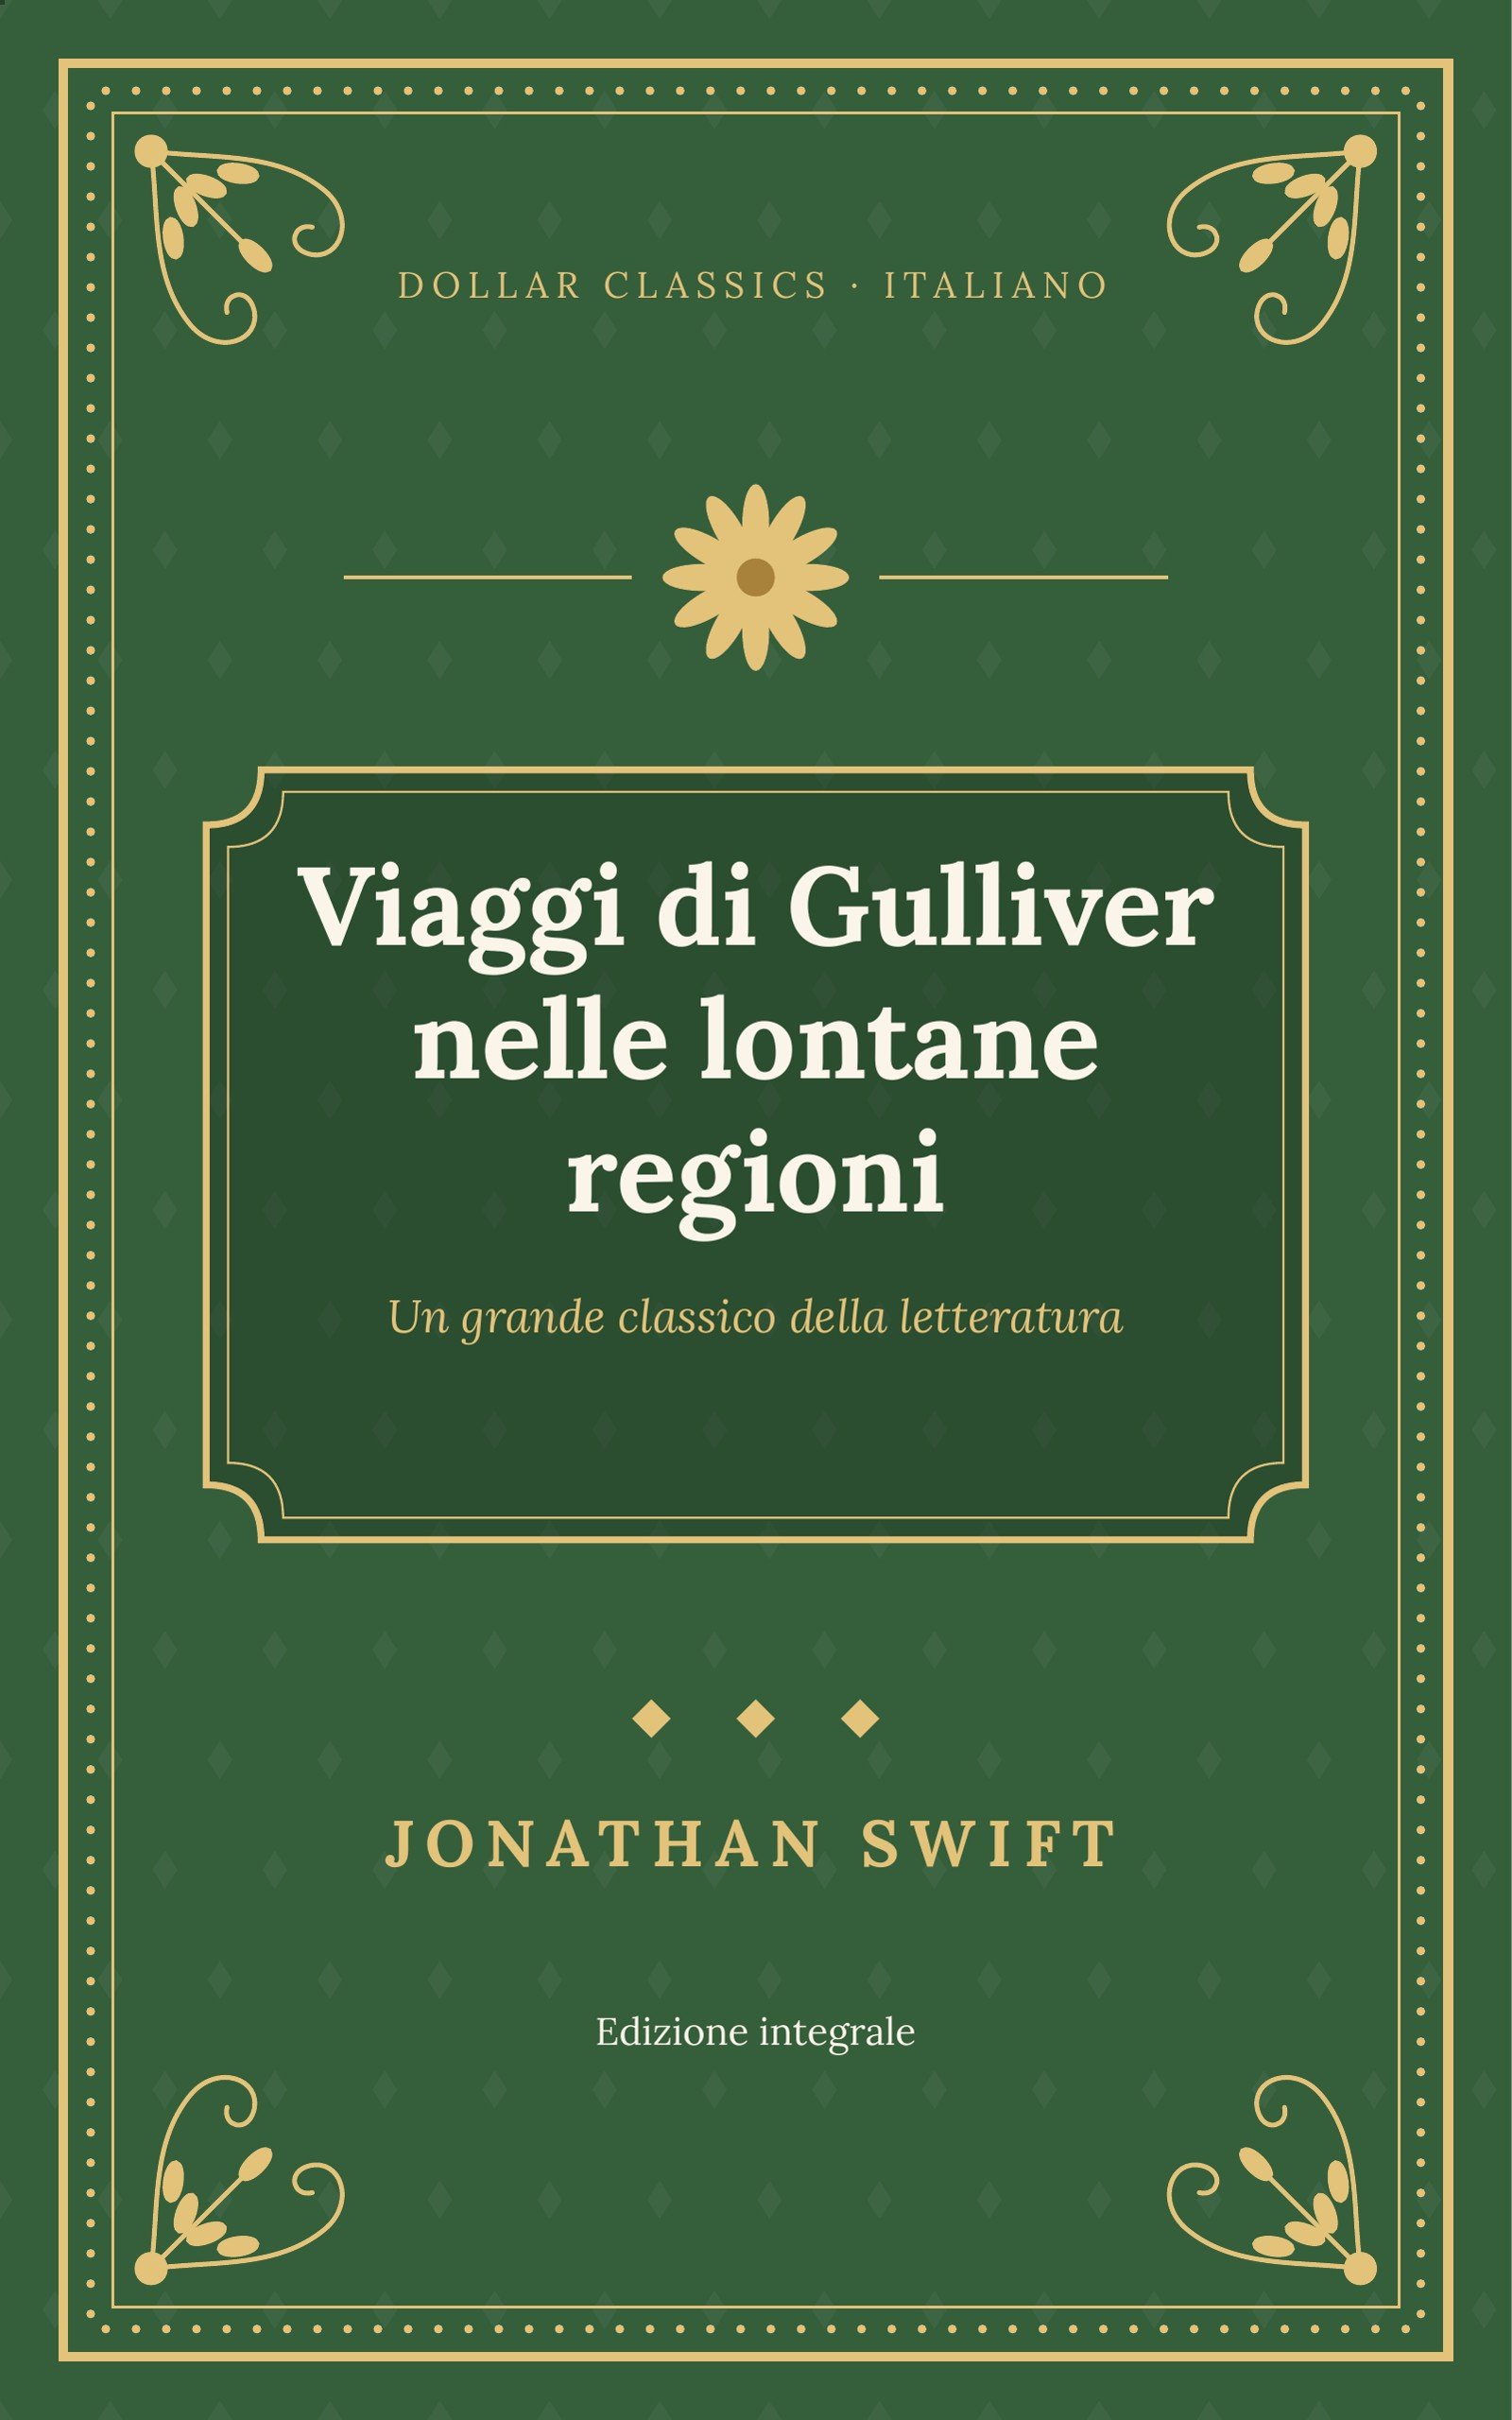 DOLLAR CLASSICS · ITALIANO
Viaggi di Gulliver
nelle lontane
regioni
Un grande classico della letteratura
JONATHAN SWIFT
Edizione integrale